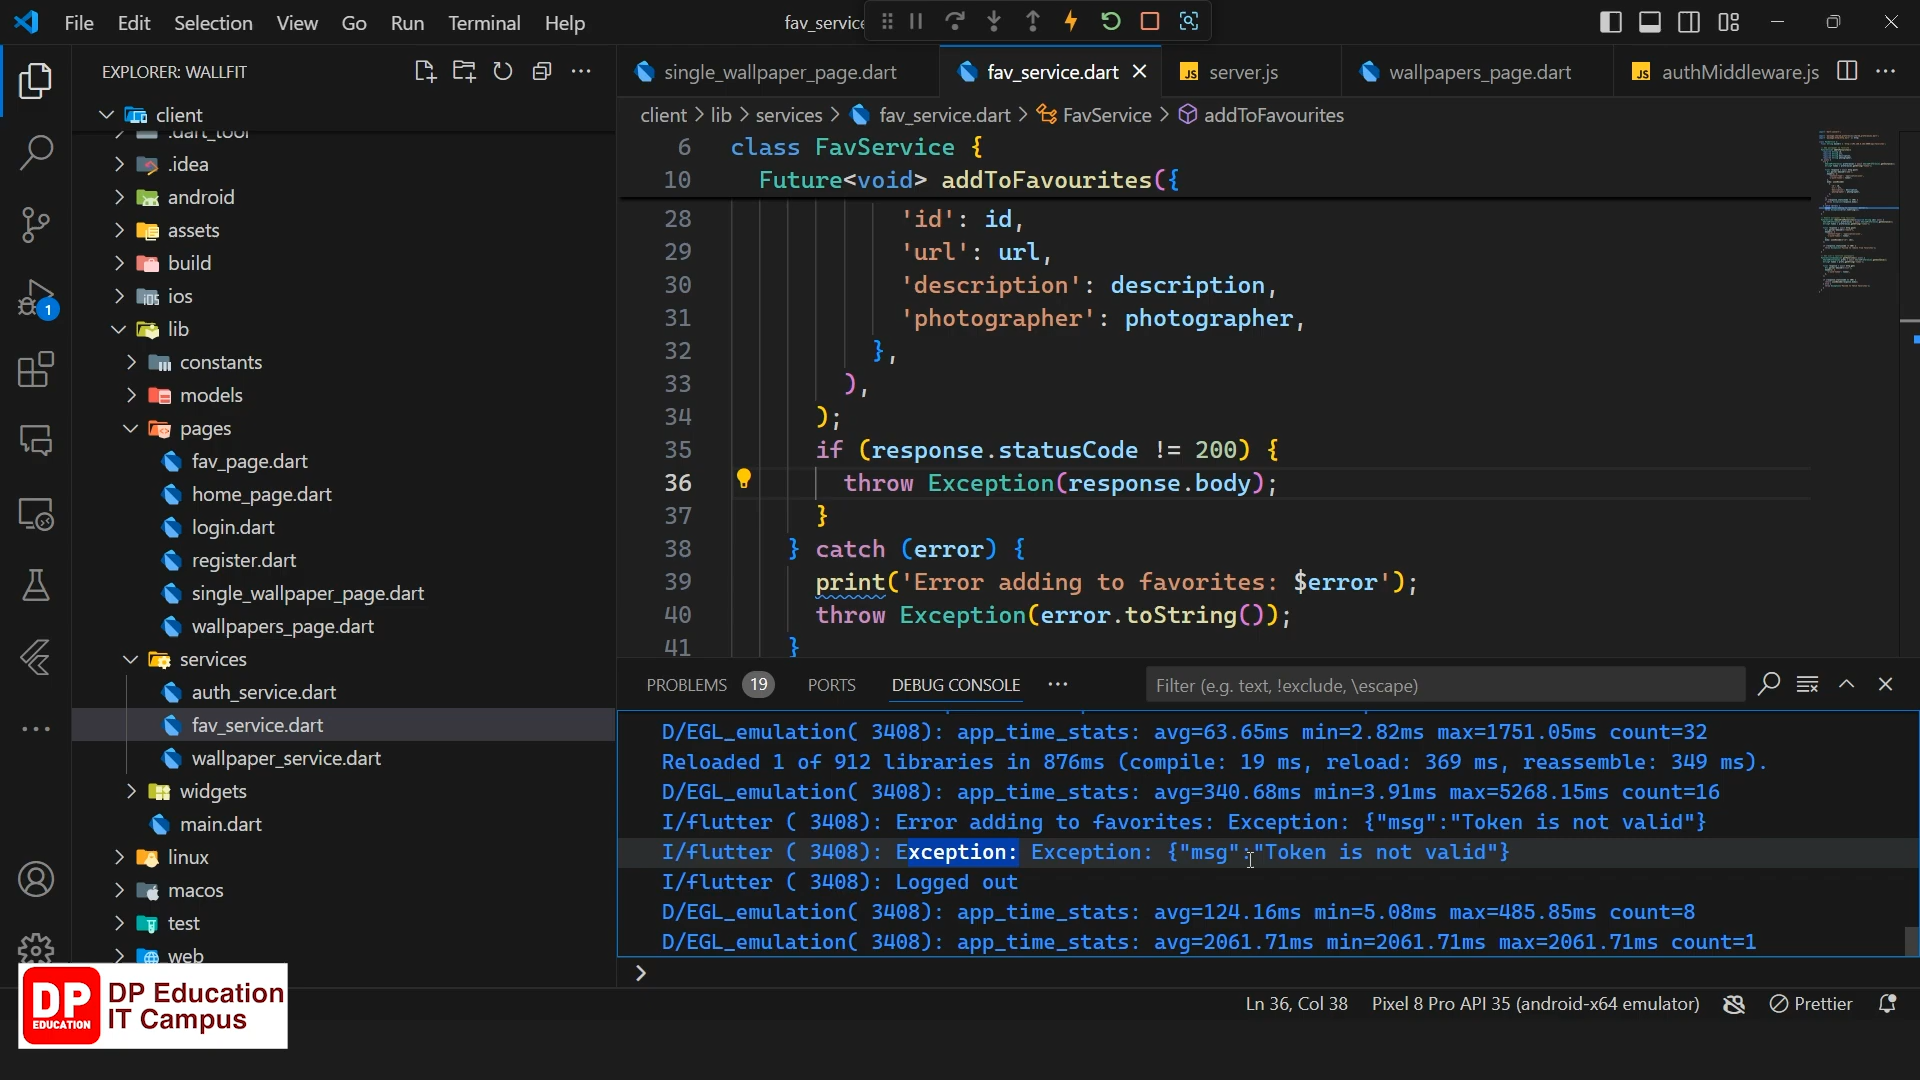 File Edit Selection View Go Run Terminal Help
fav_service
EXPLORER: WALLFIT
client
.dart_tool
.idea
android
assets
build
ios
lib
constants
models
pages
fav_page.dart
home_page.dart
login.dart
register.dart
single_wallpaper_page.dart
wallpapers_page.dart
services
auth_service.dart
fav_service.dart
wallpaper_service.dart
widgets
main.dart
linux
macos
test
web
1
single_wallpaper_page.dart
fav_service.dart
JS server.js
wallpapers_page.dart
JS authMiddleware.js
client > lib > services > fav_service.dart > FavService > addToFavourites
6 class FavService {
10 Future<void> addToFavourites({
28 'id': id,
29 'url': url,
30 'description': description,
31 'photographer': photographer,
32 },
33 ),
34 );
35 if (response.statusCode != 200) {
36 throw Exception(response.body);
37 }
38 } catch (error) {
39 print('Error adding to favorites: $error');
40 throw Exception(error.toString());
41 }
PROBLEMS 19 PORTS DEBUG CONSOLE
Filter (e.g. text, !exclude, \escape)
D/EGL_emulation( 3408): app_time_stats: avg=63.65ms min=2.82ms max=1751.05ms count=32
Reloaded 1 of 912 libraries in 876ms (compile: 19 ms, reload: 369 ms, reassemble: 349 ms).
D/EGL_emulation( 3408): app_time_stats: avg=340.68ms min=3.91ms max=5268.15ms count=16
I/flutter ( 3408): Error adding to favorites: Exception: {"msg":"Token is not valid"}
I/flutter ( 3408): Exception: Exception: {"msg":"Token is not valid"}
I/flutter ( 3408): Logged out
D/EGL_emulation( 3408): app_time_stats: avg=124.16ms min=5.08ms max=485.85ms count=8
D/EGL_emulation( 3408): app_time_stats: avg=2061.71ms min=2061.71ms max=2061.71ms count=1
Ln 36, Col 38 Pixel 8 Pro API 35 (android-x64 emulator) Prettier
DP EDUCATION
DP Education
IT Campus